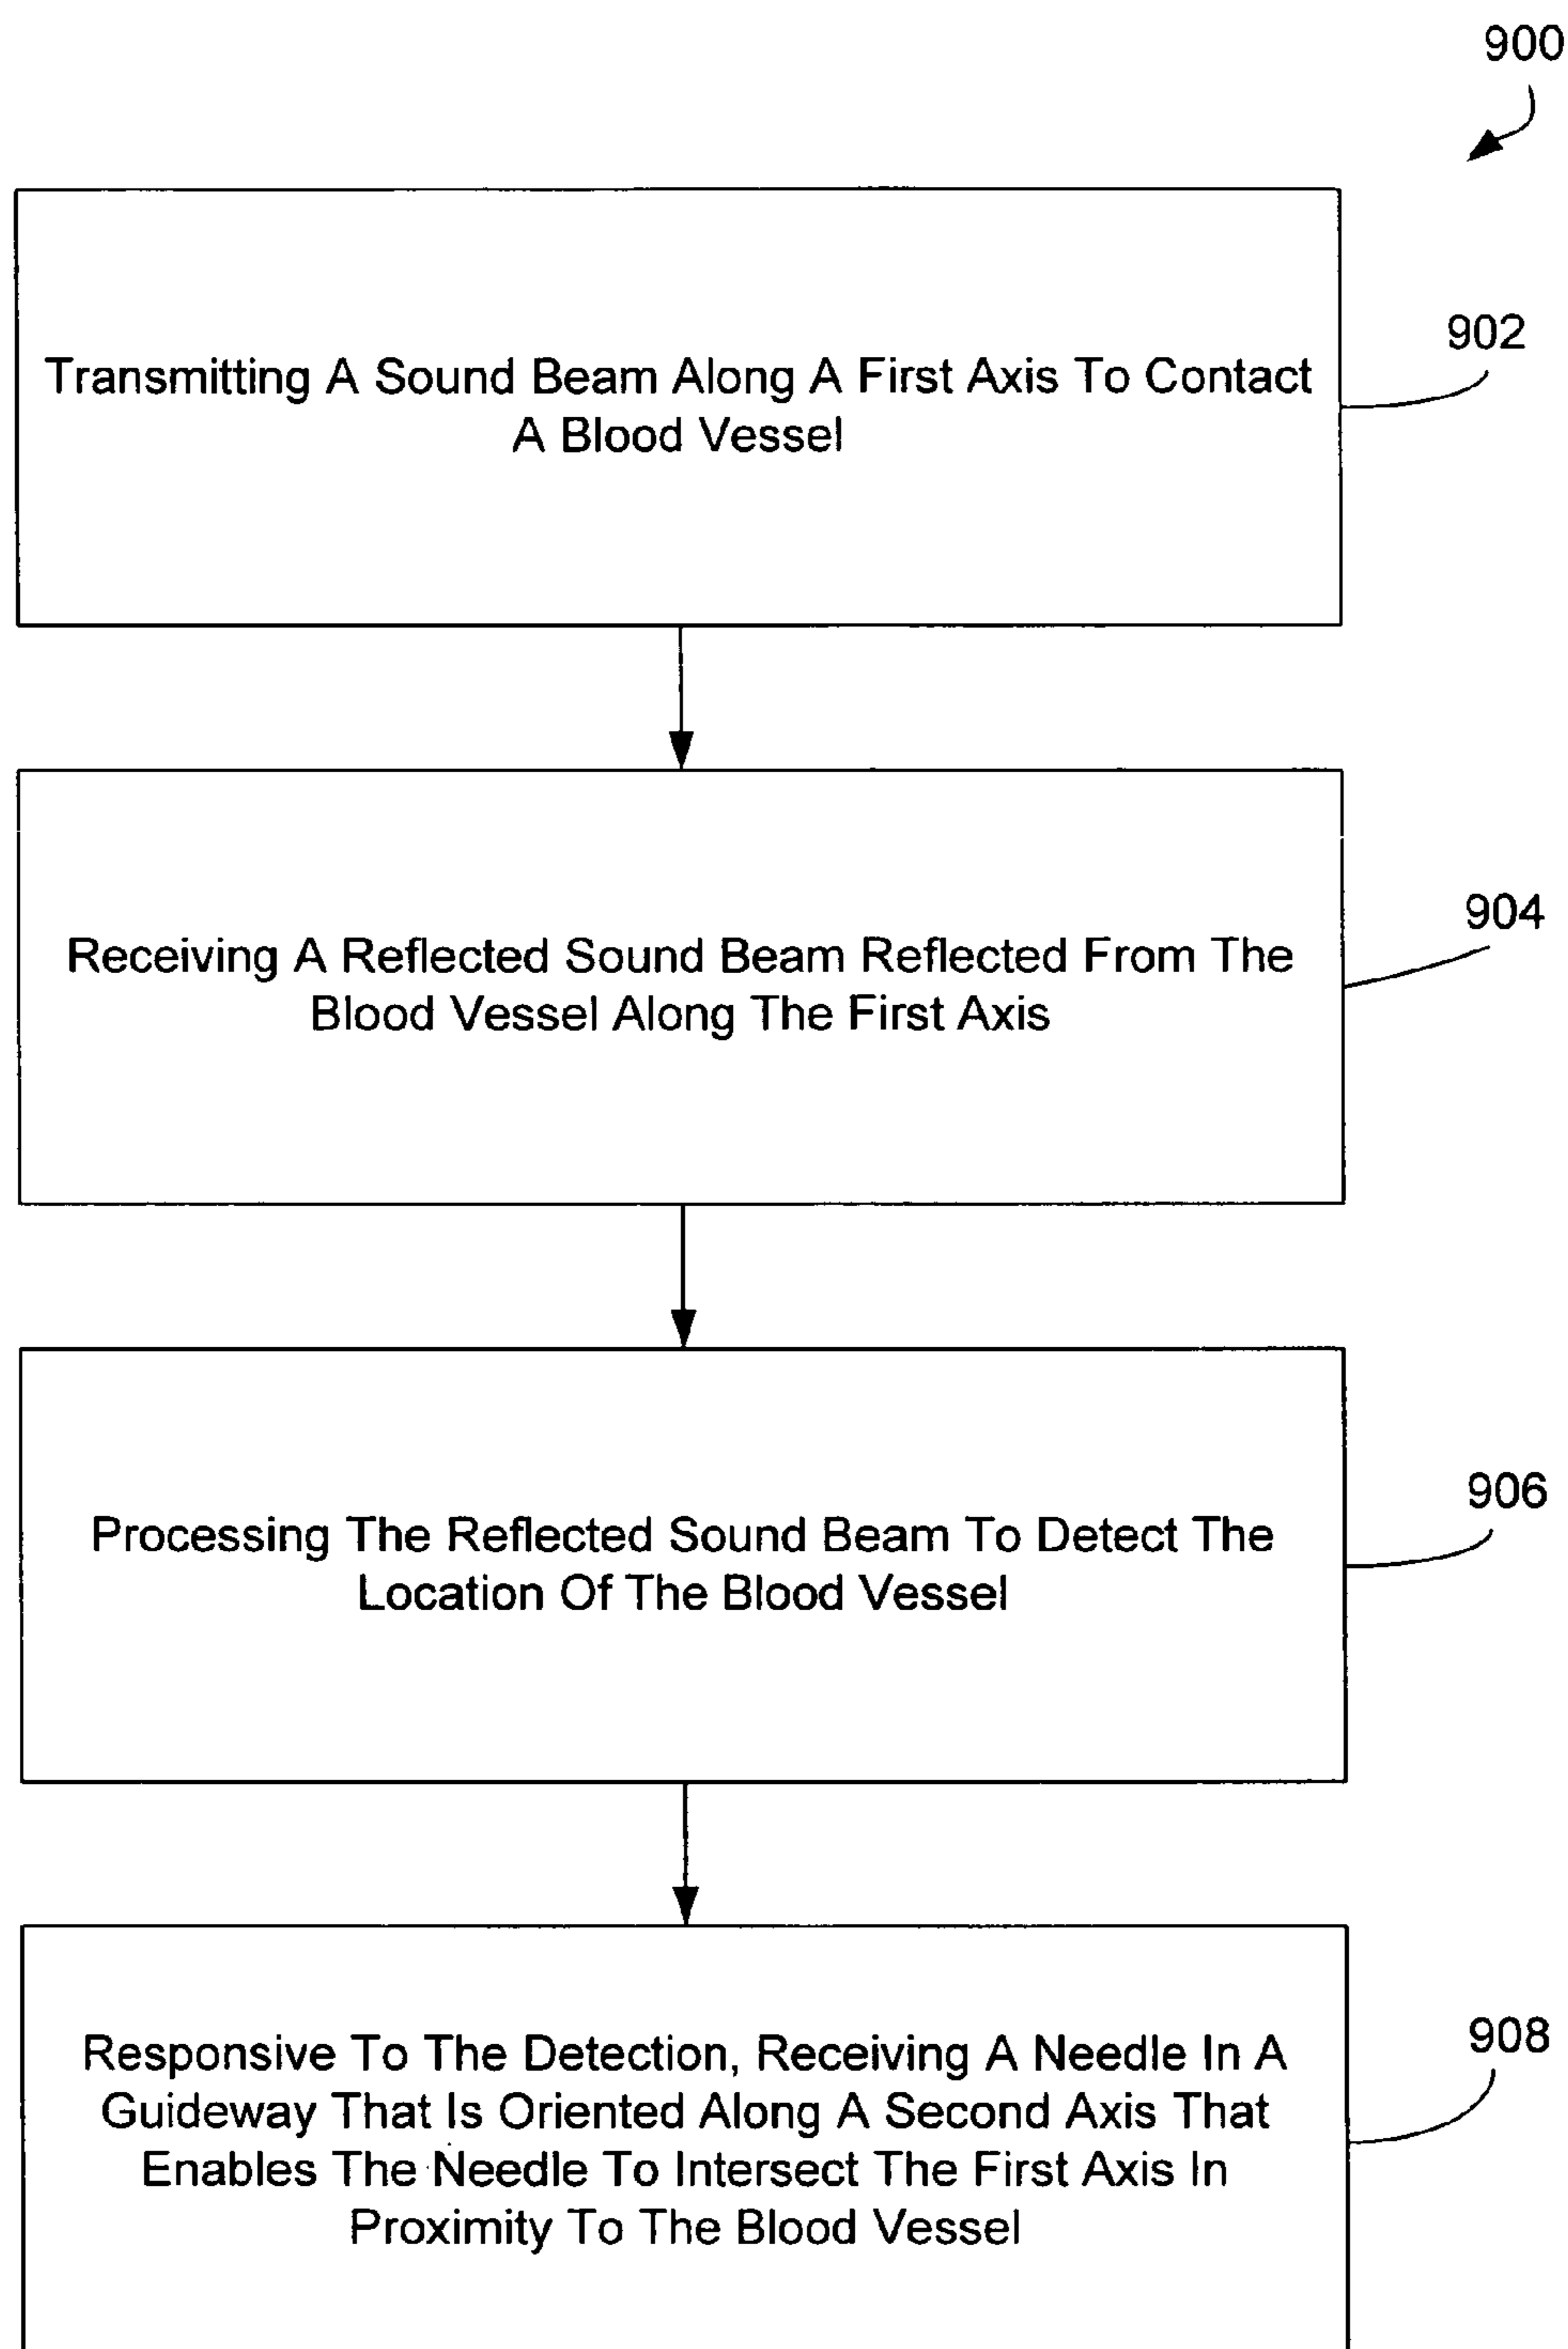 900
Transmitting A Sound Beam Along A First Axis To Contact
A Blood Vessel
902
Receiving A Reflected Sound Beam Reflected From The
Blood Vessel Along The First Axis
904
Processing The Reflected Sound Beam To Detect The
Location Of The Blood Vessel
906
Responsive To The Detection, Receiving A Needle In A
Guideway That Is Oriented Along A Second Axis That
Enables The Needle To Intersect The First Axis In
Proximity To The Blood Vessel
908